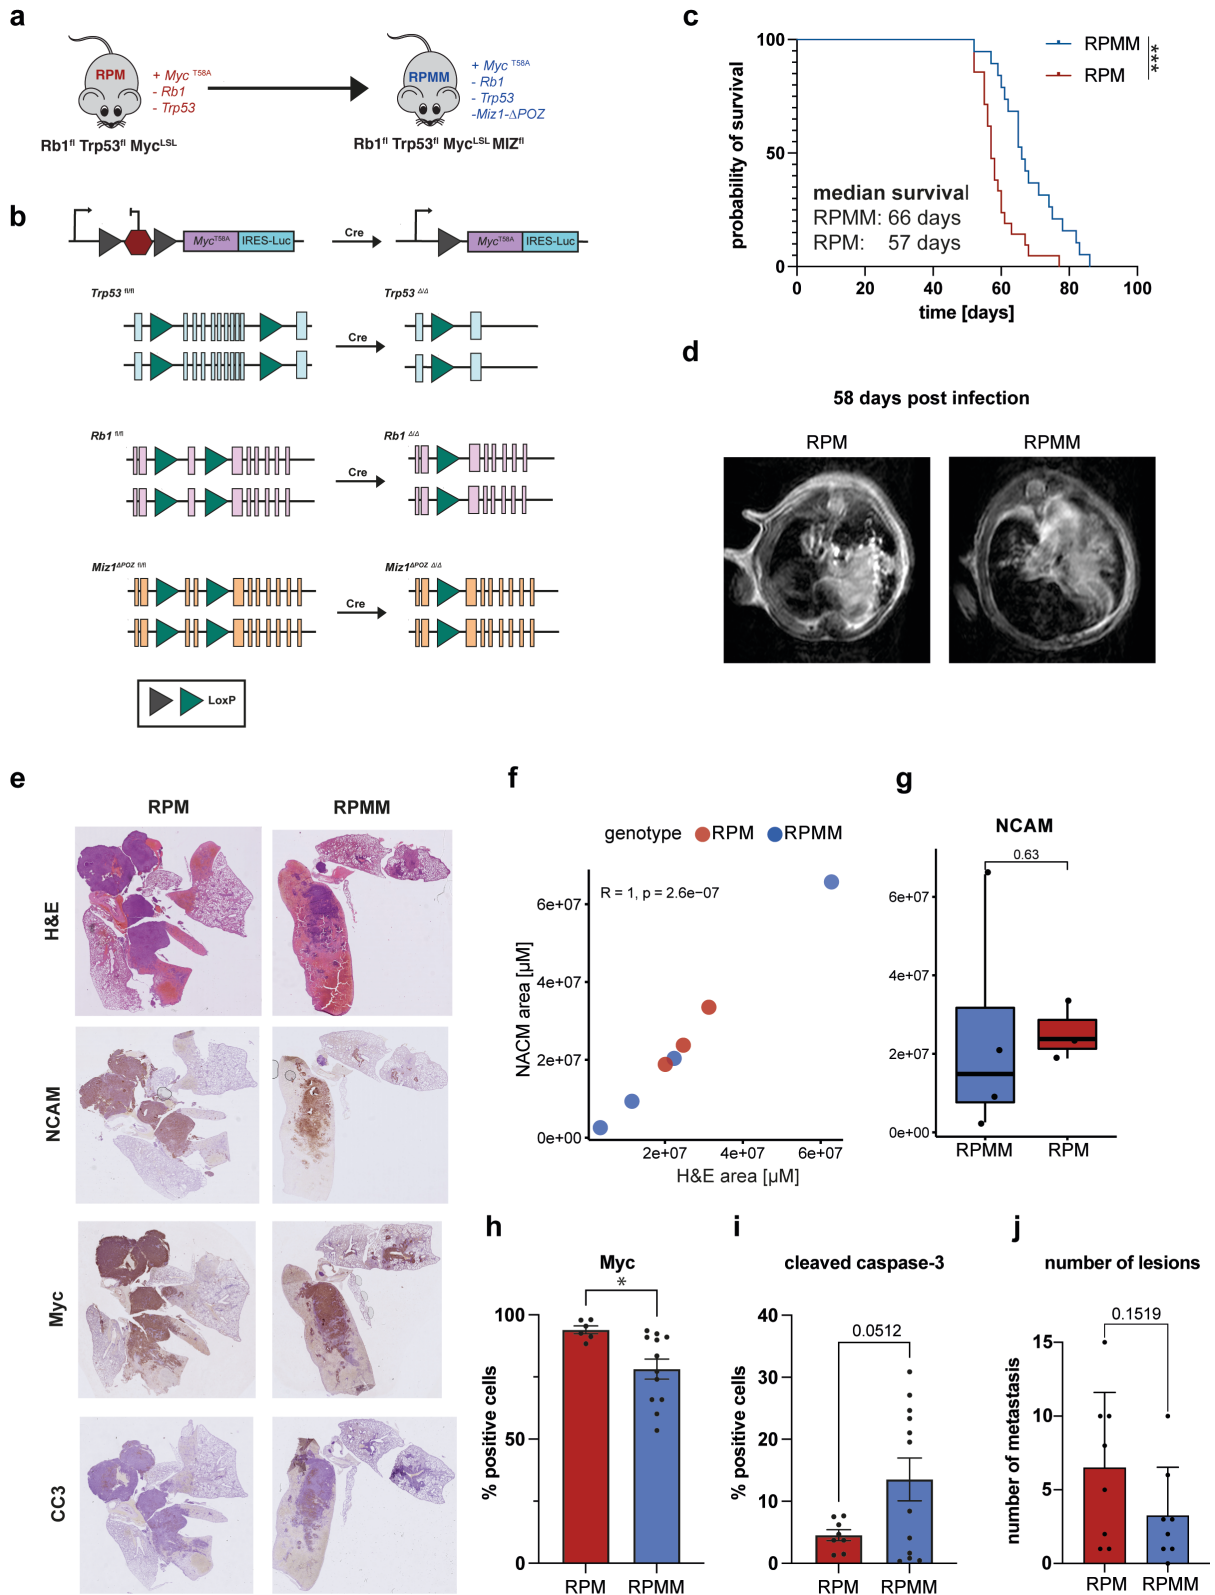 a
RPM
+ Myc T58A
- Rb1
- Trp53
Rb1fl Trp53fl MycLSL
RPMM
+ Myc T58A
- Rb1
- Trp53
-Miz1-ΔPOZ
Rb1fl Trp53fl MycLSL MIZfl
b
MycT58A IRES-Luc
Cre
MycT58A IRES-Luc
Trp53 fl/fl
Cre
Trp53 Δ/Δ
Rb1 fl/fl
Cre
Rb1 Δ/Δ
Miz1ΔPOZ fl/fl
Cre
Miz1ΔPOZ Δ/Δ
LoxP
c
probability of survival
100
50
0
0 20 40 60 80 100
time [days]
median survival
RPMM: 66 days
RPM: 57 days
RPMM
RPM
***
d
58 days post infection
RPM RPMM
e
RPM RPMM
H&E
NCAM
Myc
CC3
f
genotype RPM RPMM
R = 1, p = 2.6e−07
NACM area [µM]
6e+07
4e+07
2e+07
0e+00
2e+07 4e+07 6e+07
H&E area [µM]
g
NCAM
0.63
6e+07
4e+07
2e+07
0e+00
RPMM RPM
h
Myc
*
% positive cells
100
50
0
RPM RPMM
i
cleaved caspase-3
0.0512
% positive cells
40
30
20
10
0
RPM RPMM
j
number of lesions
0.1519
number of metastasis
15
10
5
0
RPM RPMM